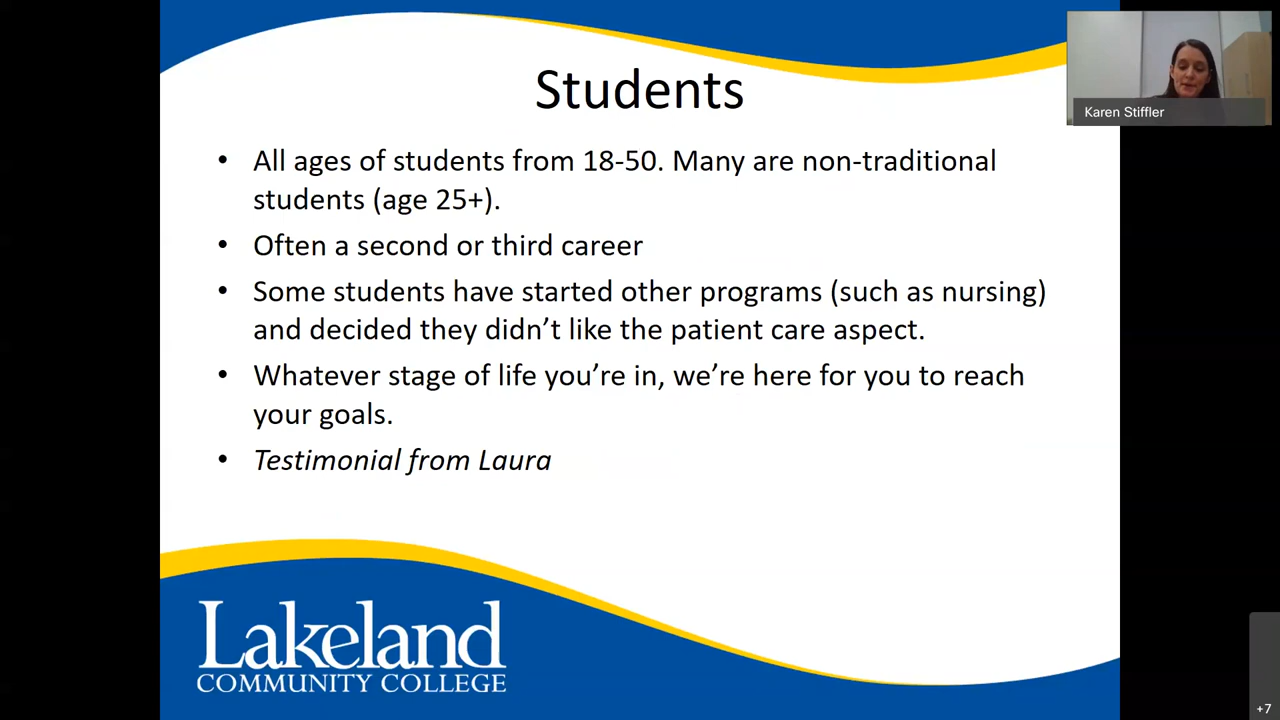 Students
Karen Stiffler
• All ages of students from 18-50. Many are non-traditional
students (age 25+).
• Often a second or third career
• Some students have started other programs (such as nursing)
and decided they didn’t like the patient care aspect.
• Whatever stage of life you’re in, we’re here for you to reach
your goals.
• Testimonial from Laura
Lakeland
COMMUNITY COLLEGE
+7